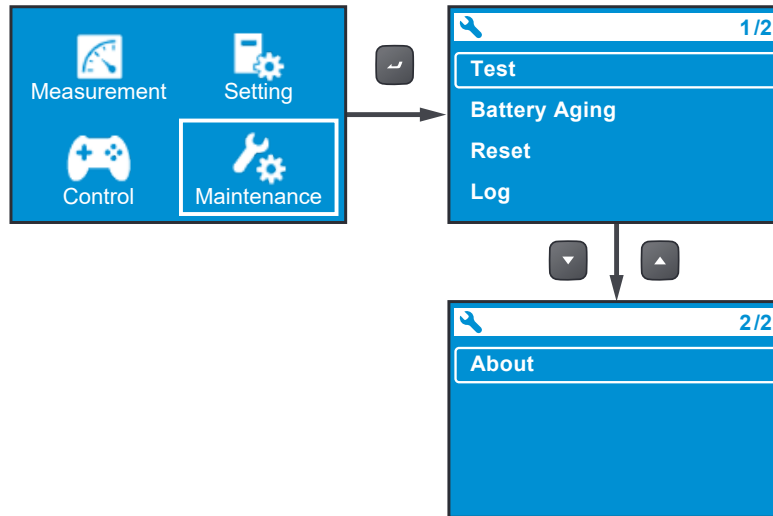 Measurement
Setting
Control
Maintenance
1/2
Test
Battery Aging
Reset
Log
2/2
About